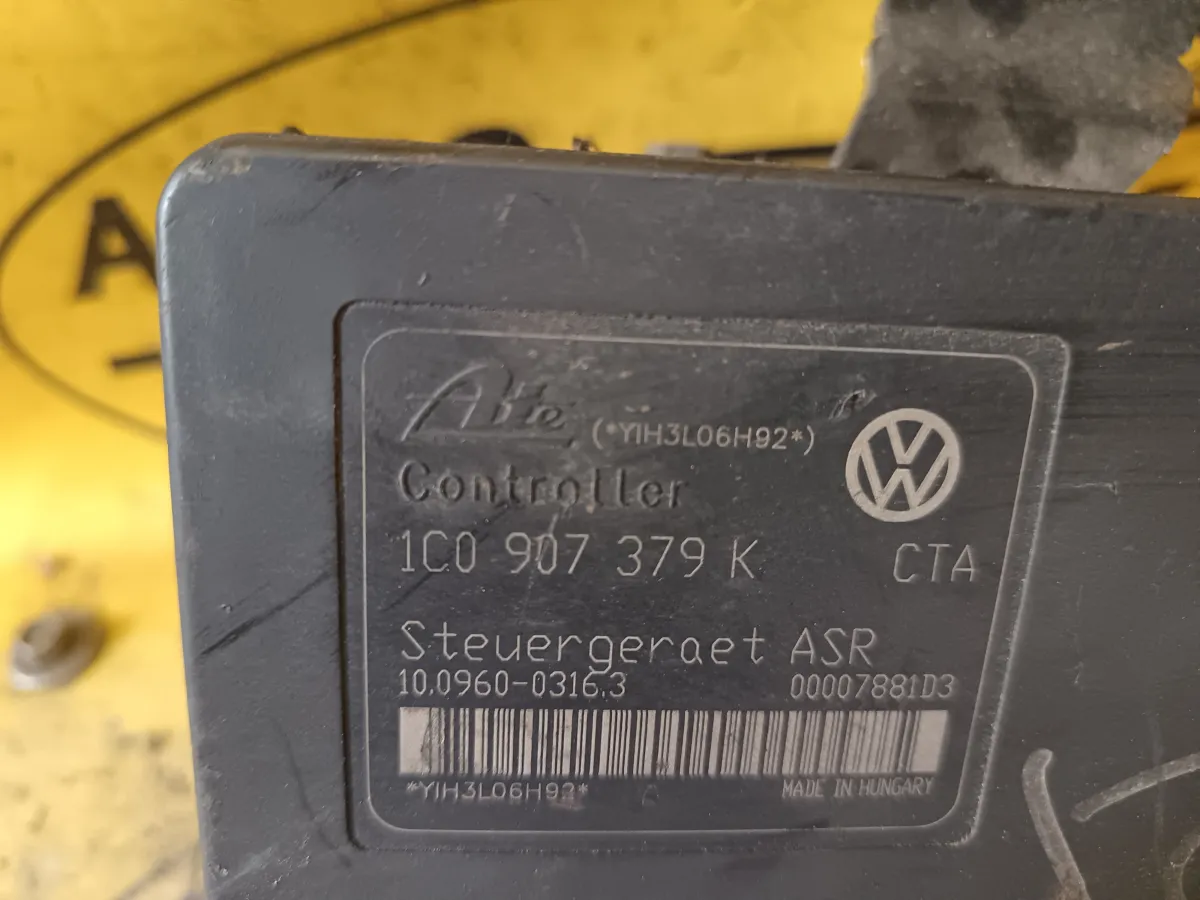 Ate
(*YIH3L06H92*)
Controller
1C0 907 379 K
CTA
Steuergeraet ASR
10.0960-0316.3
00007881D3
*YIH3L06H92*
MADE IN HUNGARY